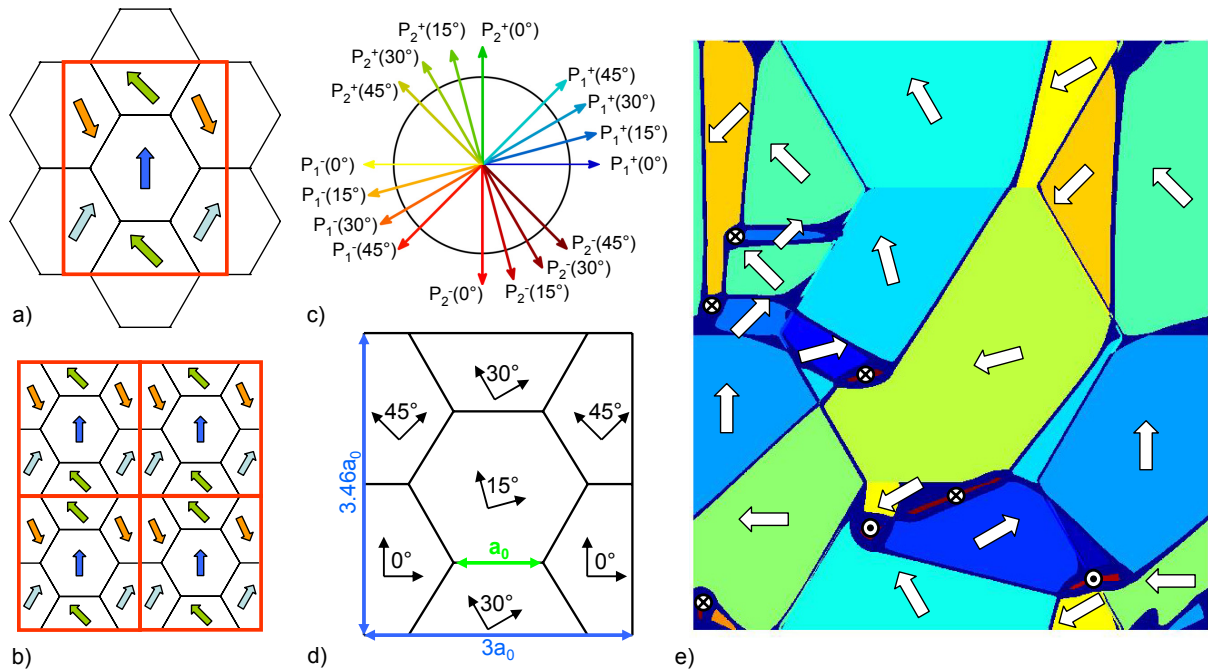 a)
b)
P₂⁺(0°)
P₂⁺(15°)
P₂⁺(30°)
P₂⁺(45°)
P₁⁺(45°)
P₁⁺(30°)
P₁⁺(15°)
P₁⁺(0°)
P₁⁻(0°)
P₁⁻(15°)
P₁⁻(30°)
P₁⁻(45°)
P₂⁻(45°)
P₂⁻(30°)
P₂⁻(15°)
P₂⁻(0°)
c)
30°
45°
45°
15°
3.46a₀
0°
a₀
0°
30°
3a₀
d)
e)